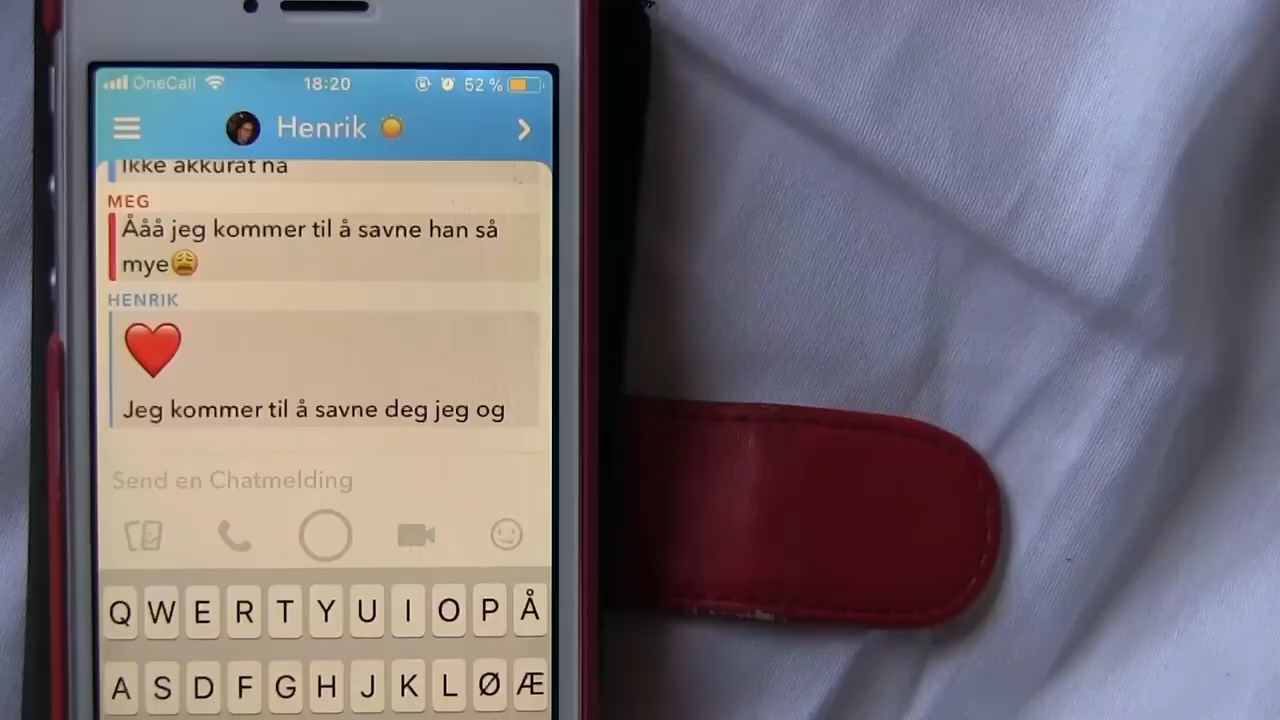 OneCall 18:20 52 %
Henrik
Ikke akkurat nå
MEG
Ååå jeg kommer til å savne han så
mye😩
HENRIK
❤️
Jeg kommer til å savne deg jeg og
Send en Chatmelding
Q W E R T Y U I O P Å
A S D F G H J K L Ø Æ